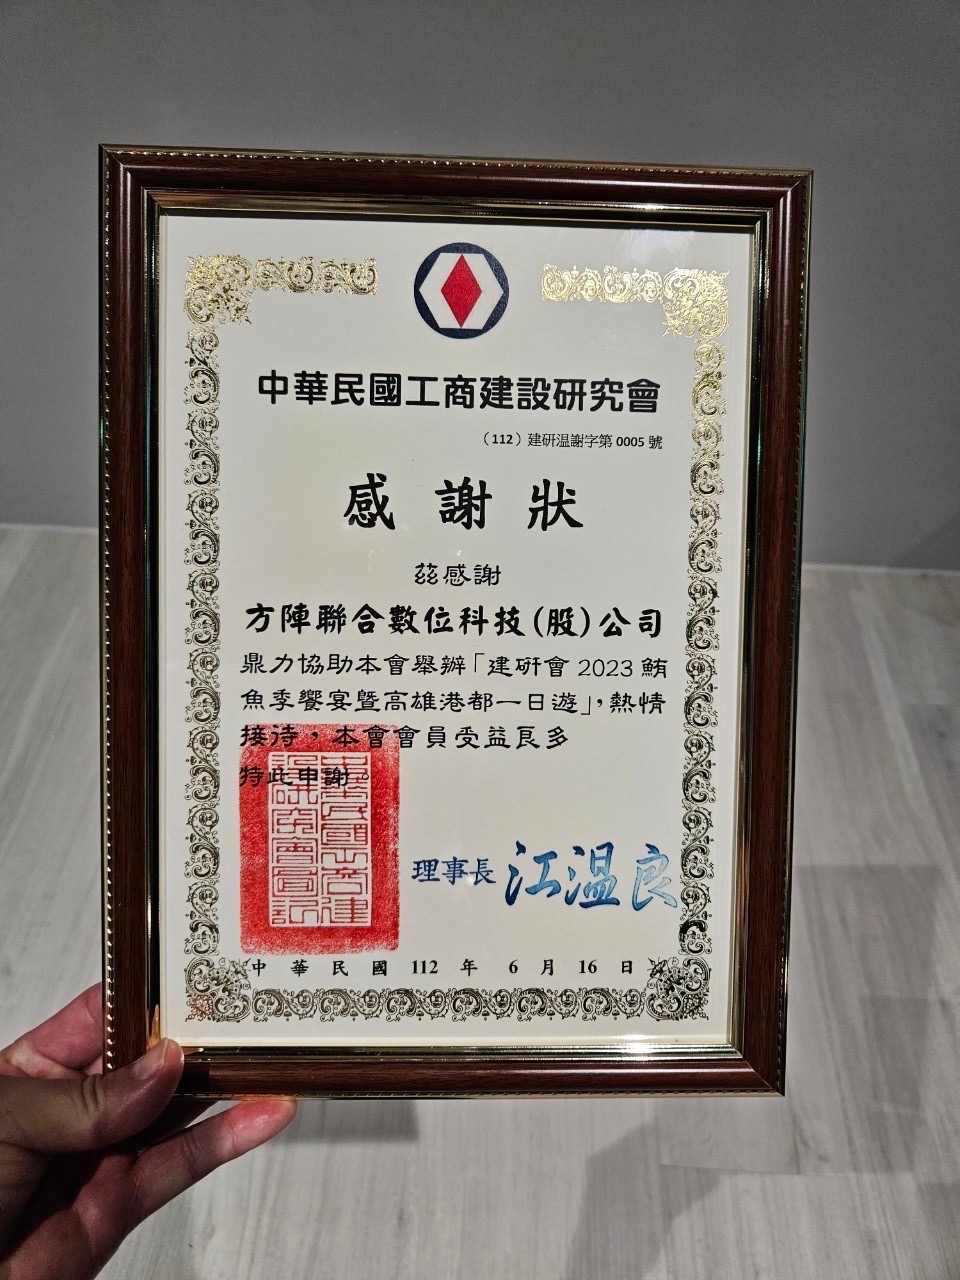 中華民國工商建設研究會
（112）建研温謝字第 0005 號
感謝狀
茲感謝
方陣聯合數位科技(股)公司
鼎力協助本會舉辦「建研會 2023 鮪
魚季饗宴暨高雄港都一日遊」，熱情
接待，本會會員受益良多
特此申謝。
理事長 江温良
中華民國 112 年 6 月 16 日